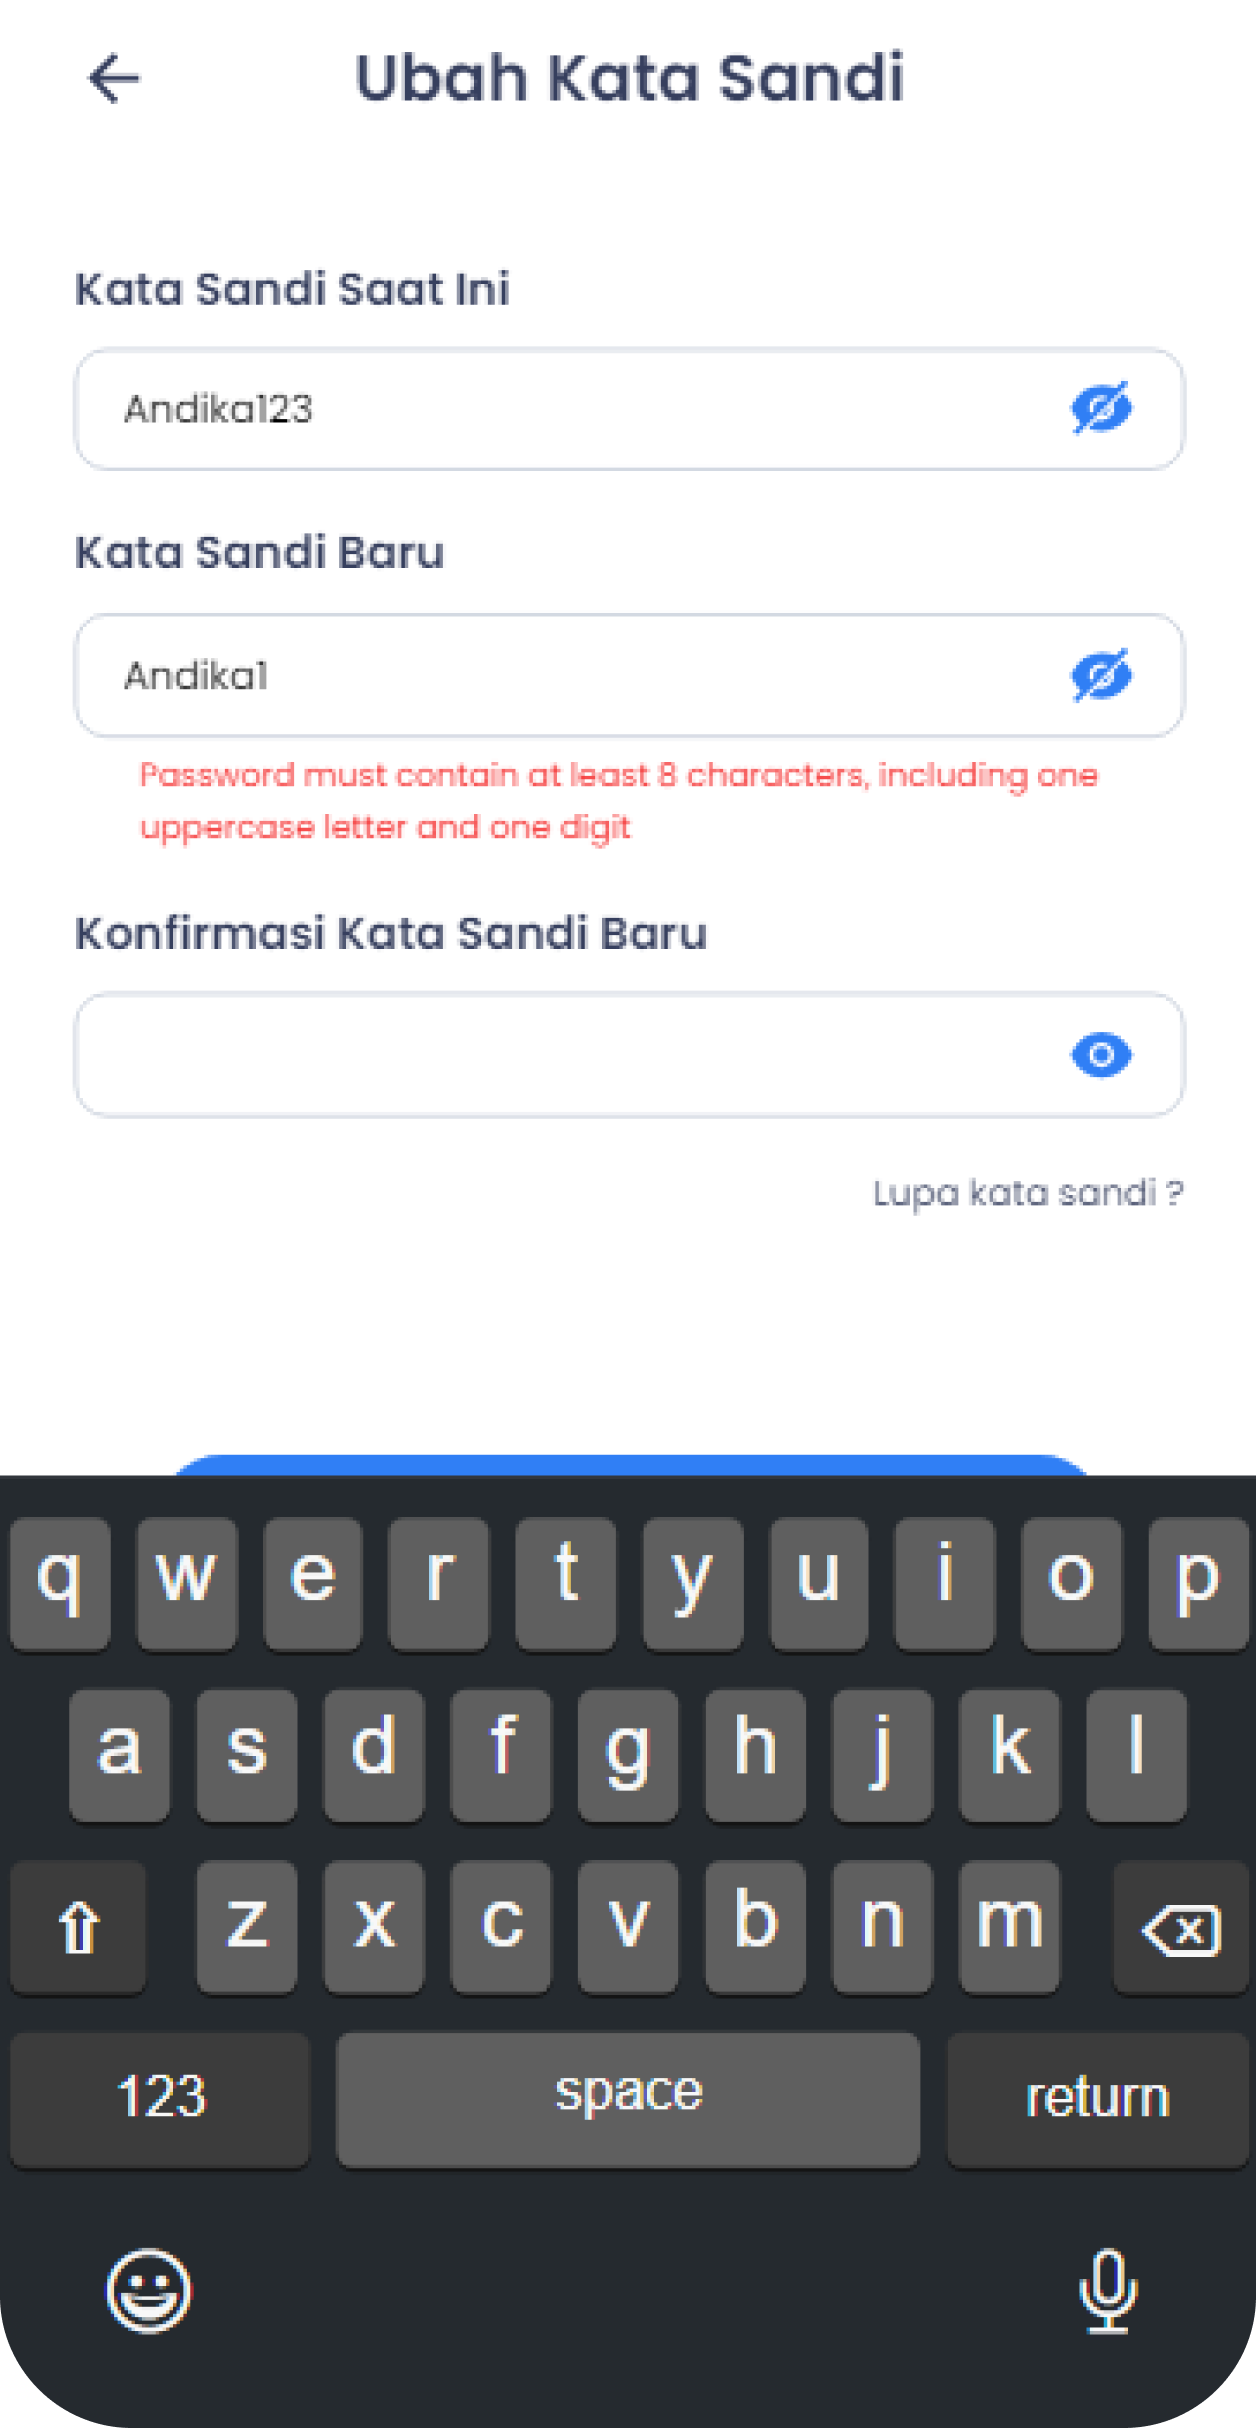 Ubah Kata Sandi
Kata Sandi Saat Ini
Andika123
Kata Sandi Baru
Andika1
Password must contain at least 8 characters, including one
uppercase letter and one digit
Konfirmasi Kata Sandi Baru
Lupa kata sandi ?
q w e r t y u i o p
a s d f g h j k l
z x c v b n m
123 space return